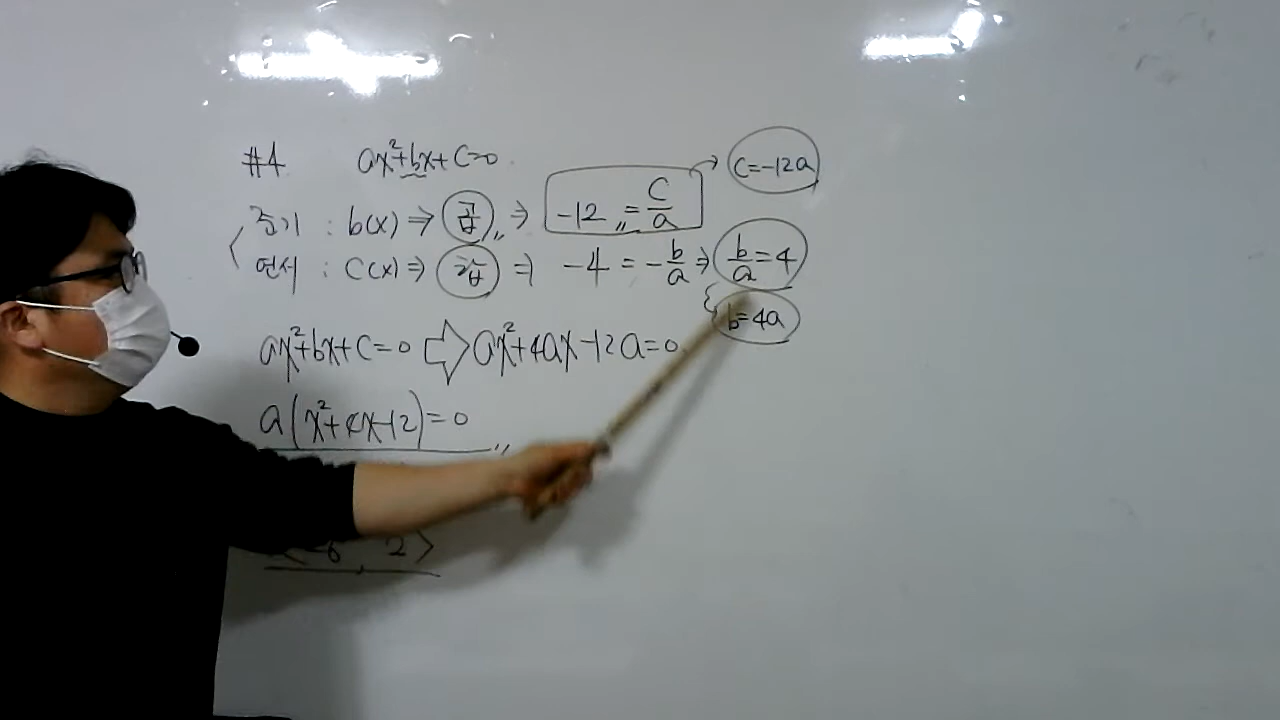 #4 ax²+bx+c=0
준기 : b(x) ⇒ 곱 ⇒ -12 = c/a → c=-12a
연서 : c(x) ⇒ 합 ⇒ -4 = -b/a ⇒ b/a=4
b=4a
ax²+bx+c=0 ⇨ ax²+4ax-12a=0
a(x²+4x-12)=0
-6 2